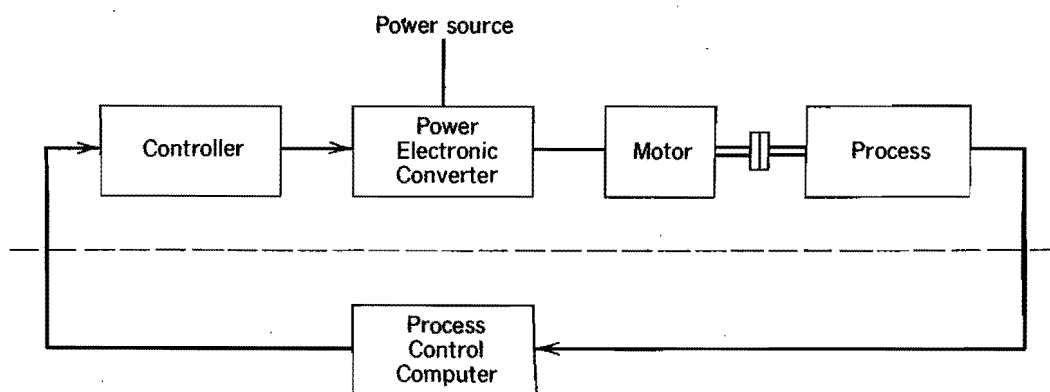 Power source
Controller
Power
Electronic
Converter
Motor
Process
Process
Control
Computer